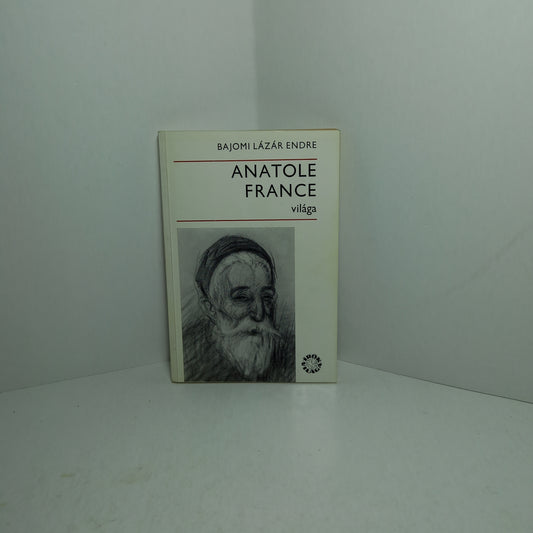 BAJOMI LÁZÁR ENDRE
ANATOLE
FRANCE
világa